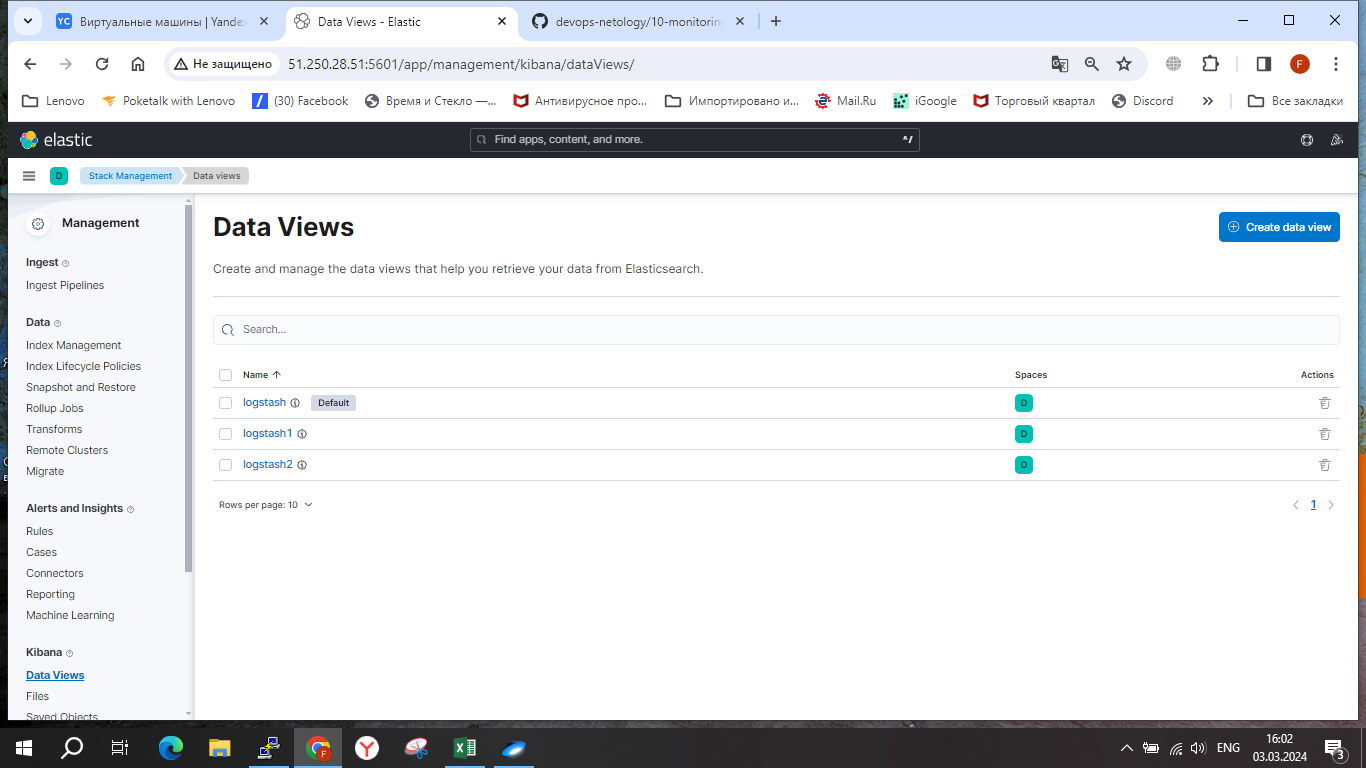 Виртуальные машины | Yande
Data Views - Elastic
devops-netology/10-monitorin
Не защищено
51.250.28.51:5601/app/management/kibana/dataViews/
F
Lenovo
Poketalk with Lenovo
(30) Facebook
Время и Стекло —...
Антивирусное про...
Импортировано и...
Mail.Ru
iGoogle
Торговый квартал
Discord
Все закладки
elastic
Find apps, content, and more.
^/
D
Stack Management
Data views
Management
Ingest
Ingest Pipelines
Data
Index Management
Index Lifecycle Policies
Snapshot and Restore
Rollup Jobs
Transforms
Remote Clusters
Migrate
Alerts and Insights
Rules
Cases
Connectors
Reporting
Machine Learning
Kibana
Data Views
Files
Saved Objects
Data Views
Create data view
Create and manage the data views that help you retrieve your data from Elasticsearch.
Search...
Name
Spaces
Actions
logstash
Default
D
logstash1
D
logstash2
D
Rows per page: 10
1
ENG
16:02
03.03.2024
3